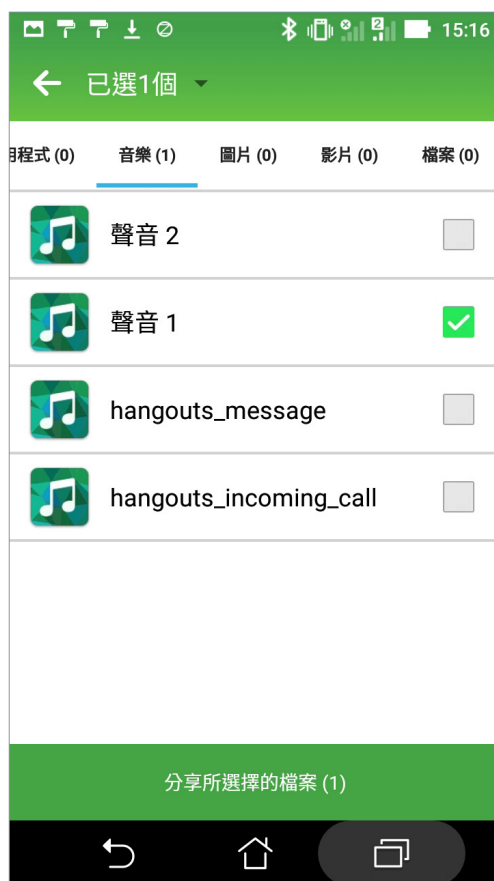 15:16
已選1個
用程式 (0) 音樂 (1) 圖片 (0) 影片 (0) 檔案 (0)
聲音 2
聲音 1
hangouts_message
hangouts_incoming_call
分享所選擇的檔案 (1)